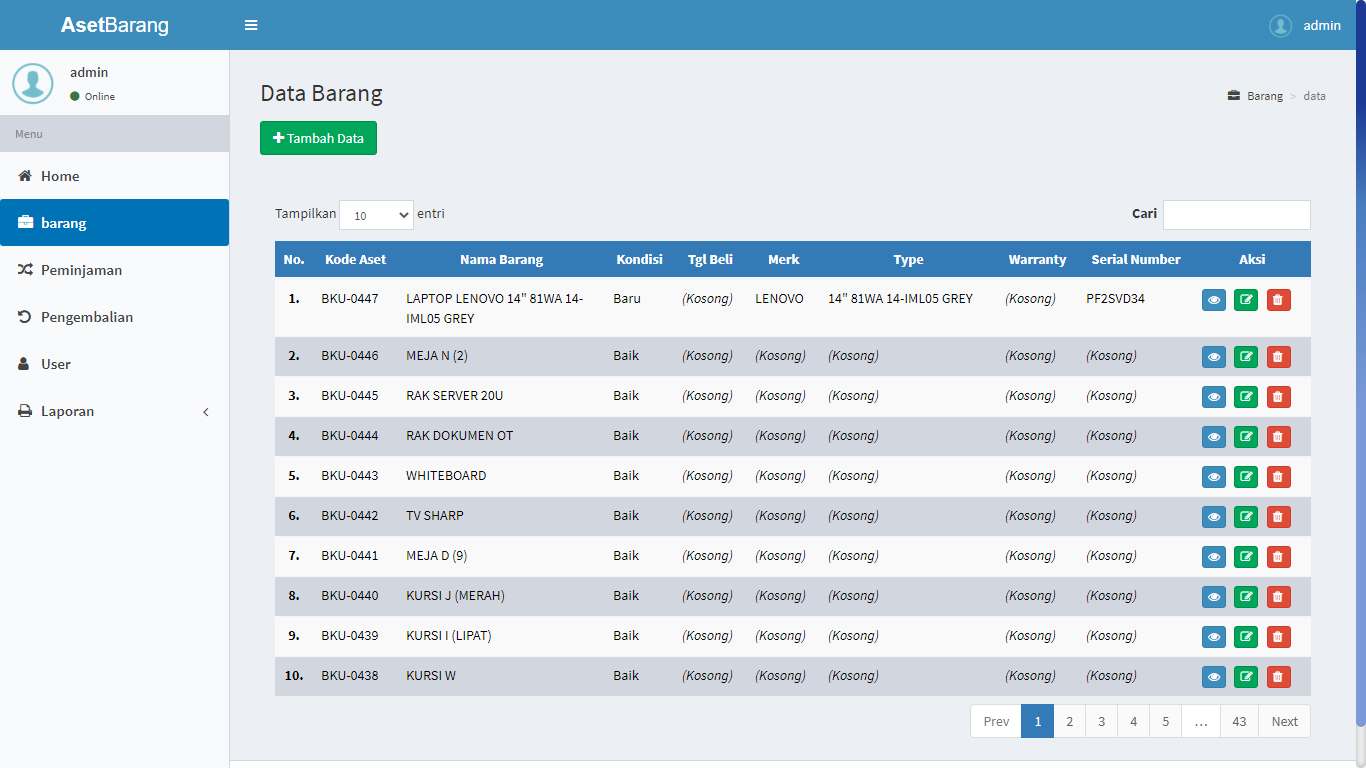 AsetBarang
admin
admin
Online
Menu
Home
barang
Peminjaman
Pengembalian
User
Laporan
Data Barang
Barang > data
Tambah Data
Tampilkan 10 entri
Cari
No. Kode Aset Nama Barang Kondisi Tgl Beli Merk Type Warranty Serial Number Aksi
1. BKU-0447 LAPTOP LENOVO 14" 81WA 14- Baru (Kosong) LENOVO 14" 81WA 14-IML05 GREY (Kosong) PF2SVD34
IML05 GREY
2. BKU-0446 MEJA N (2) Baik (Kosong) (Kosong) (Kosong) (Kosong) (Kosong)
3. BKU-0445 RAK SERVER 20U Baik (Kosong) (Kosong) (Kosong) (Kosong) (Kosong)
4. BKU-0444 RAK DOKUMEN OT Baik (Kosong) (Kosong) (Kosong) (Kosong) (Kosong)
5. BKU-0443 WHITEBOARD Baik (Kosong) (Kosong) (Kosong) (Kosong) (Kosong)
6. BKU-0442 TV SHARP Baik (Kosong) (Kosong) (Kosong) (Kosong) (Kosong)
7. BKU-0441 MEJA D (9) Baik (Kosong) (Kosong) (Kosong) (Kosong) (Kosong)
8. BKU-0440 KURSI J (MERAH) Baik (Kosong) (Kosong) (Kosong) (Kosong) (Kosong)
9. BKU-0439 KURSI I (LIPAT) Baik (Kosong) (Kosong) (Kosong) (Kosong) (Kosong)
10. BKU-0438 KURSI W Baik (Kosong) (Kosong) (Kosong) (Kosong) (Kosong)
Prev 1 2 3 4 5 … 43 Next